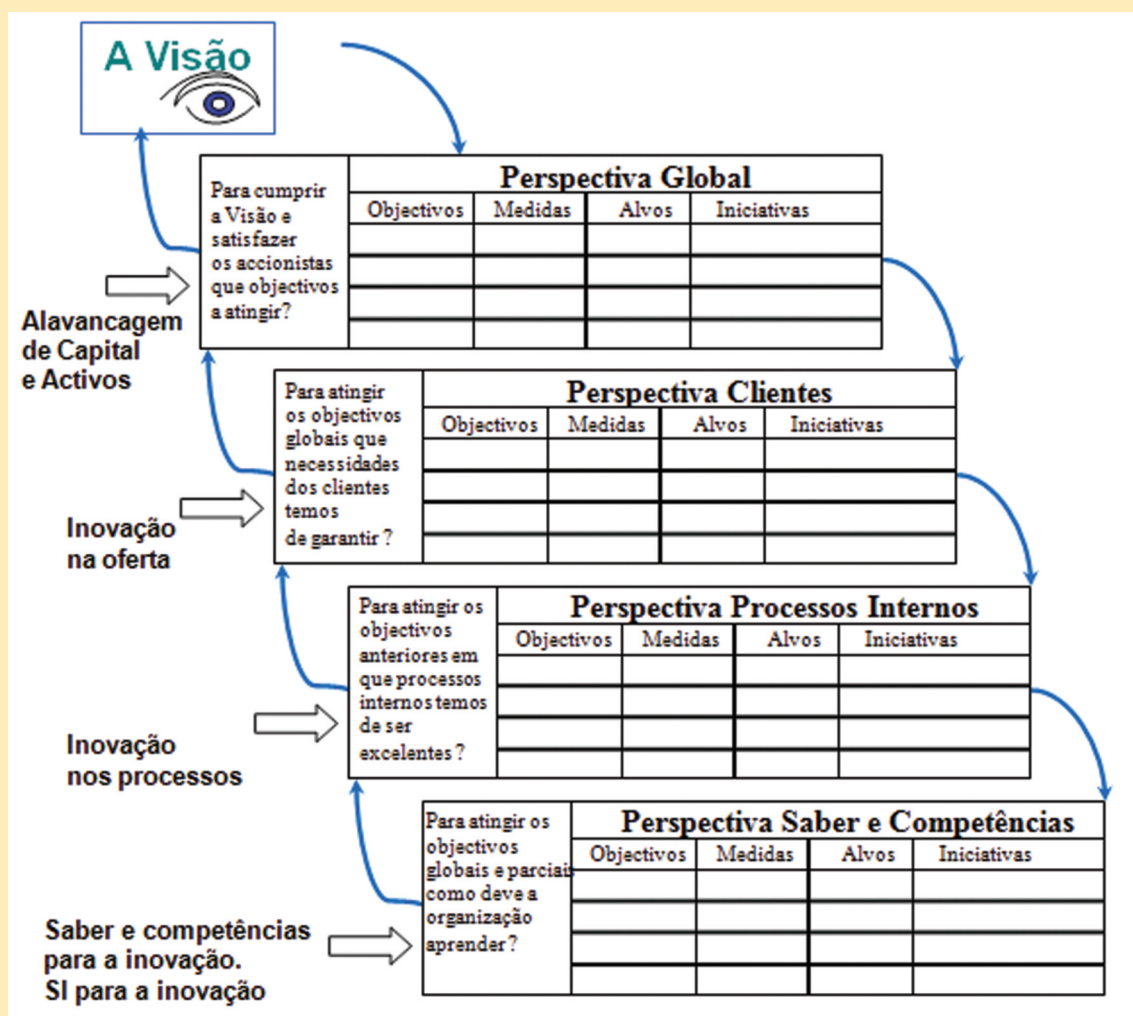 A Visão
Perspectiva Global
Para cumprir
a Visão e
satisfazer
os accionistas
que objectivos
a atingir?
Objectivos Medidas Alvos Iniciativas
Alavancagem
de Capital
e Activos
Perspectiva Clientes
Para atingir
os objectivos
globais que
necessidades
dos clientes
temos
de garantir ?
Objectivos Medidas Alvos Iniciativas
Inovação
na oferta
Perspectiva Processos Internos
Para atingir os
objectivos
anteriores em
que processos
internos temos
de ser
excelentes ?
Objectivos Medidas Alvos Iniciativas
Inovação
nos processos
Perspectiva Saber e Competências
Para atingir os
objectivos
globais e parciais
como deve a
organização
aprender ?
Objectivos Medidas Alvos Iniciativas
Saber e competências
para a inovação.
SI para a inovação